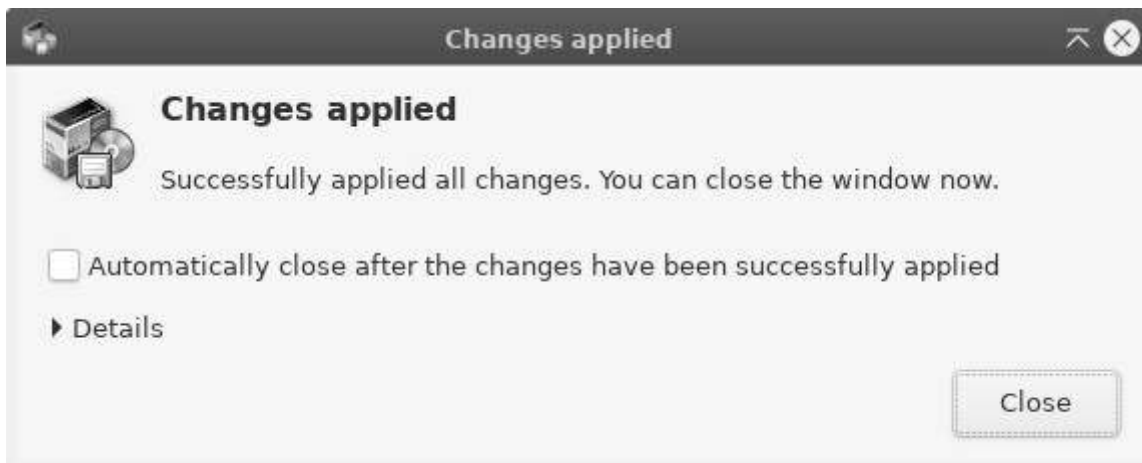 Changes applied
Changes applied
Successfully applied all changes. You can close the window now.
Automatically close after the changes have been successfully applied
Details
Close